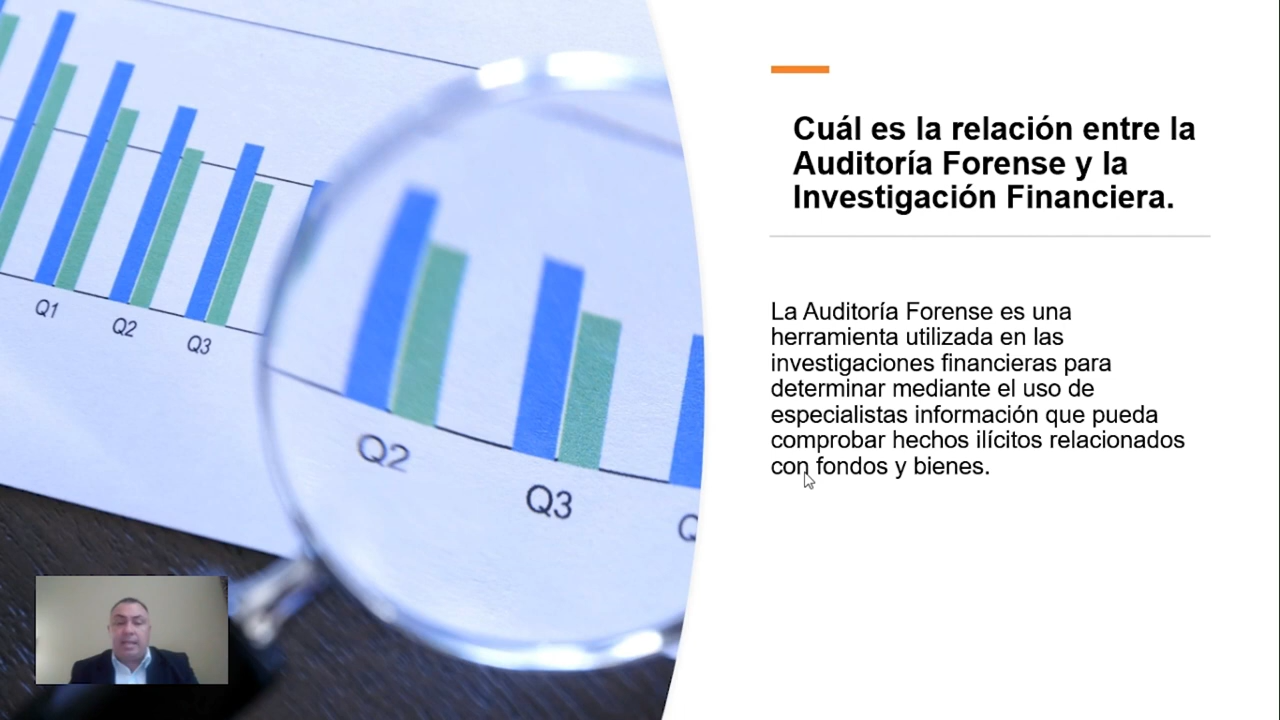 Cuál es la relación entre la
Auditoría Forense y la
Investigación Financiera.
La Auditoría Forense es una
herramienta utilizada en las
investigaciones financieras para
determinar mediante el uso de
especialistas información que pueda
comprobar hechos ilícitos relacionados
con fondos y bienes.
Q1
Q2
Q3
Q2
Q3
Q